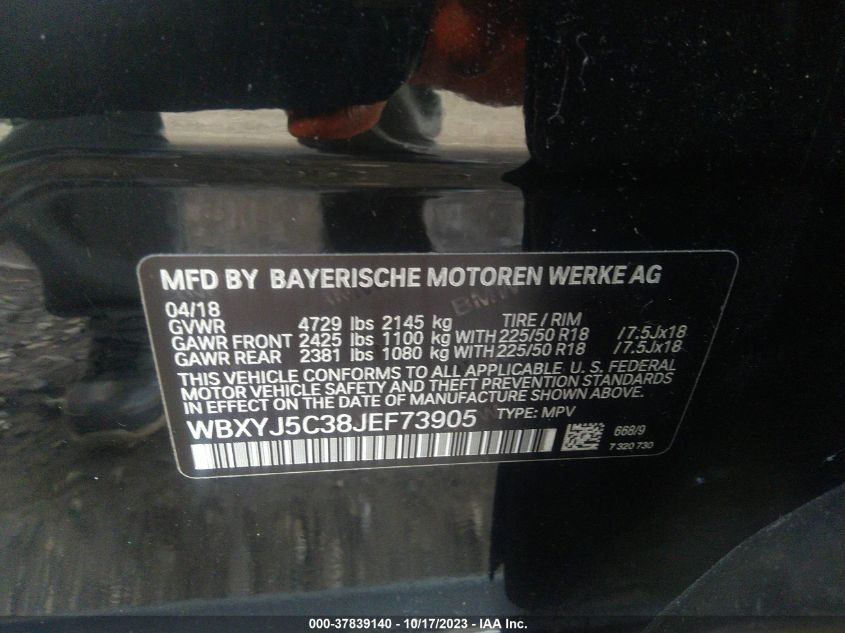 MFD BY BAYERISCHE MOTOREN WERKE AG
04/18
GVWR 4729 lbs 2145 kg TIRE / RIM
GAWR FRONT 2425 lbs 1100 kg WITH 225/50 R18 /7.5Jx18
GAWR REAR 2381 lbs 1080 kg WITH 225/50 R18 /7.5Jx18
THIS VEHICLE CONFORMS TO ALL APPLICABLE U. S. FEDERAL
MOTOR VEHICLE SAFETY AND THEFT PREVENTION STANDARDS
IN EFFECT ON THE DATE OF MANUFACTURE SHOWN ABOVE.
WBXYJ5C38JEF73905 TYPE: MPV
668/9
7 320 730
000-37839140 - 10/17/2023 - IAA Inc.